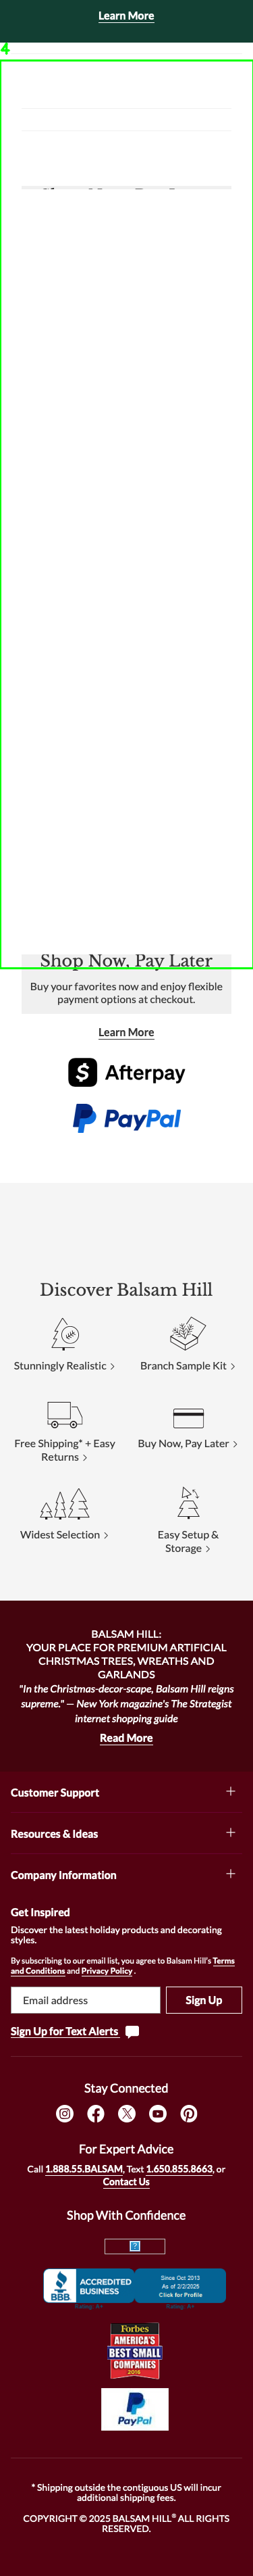 Learn More
4
Shop Now, Pay Later
Buy your favorites now and enjoy flexible
payment options at checkout.
Learn More
Afterpay
PayPal
Discover Balsam Hill
Stunningly Realistic >
Branch Sample Kit >
Free Shipping* + Easy
Returns >
Buy Now, Pay Later >
Widest Selection >
Easy Setup &
Storage >
BALSAM HILL:
YOUR PLACE FOR PREMIUM ARTIFICIAL
CHRISTMAS TREES, WREATHS AND
GARLANDS
"In the Christmas-decor-scape, Balsam Hill reigns
supreme." — New York magazine's The Strategist
internet shopping guide
Read More
Customer Support +
Resources & Ideas +
Company Information +
Get Inspired
Discover the latest holiday products and decorating
styles.
By subscribing to our email list, you agree to Balsam Hill's Terms
and Conditions and Privacy Policy .
Email address
Sign Up
Sign Up for Text Alerts
Stay Connected
For Expert Advice
Call 1.888.55.BALSAM, Text 1.650.855.8663, or
Contact Us
Shop With Confidence
BBB
ACCREDITED
BUSINESS
Since Oct 2013
As of 2/2/2025
Click for Profile
Rating: A+
Rating: A+
Forbes
AMERICA'S
BEST SMALL
COMPANIES
2016
PayPal
* Shipping outside the contiguous US will incur
additional shipping fees.
COPYRIGHT © 2025 BALSAM HILL® ALL RIGHTS
RESERVED.